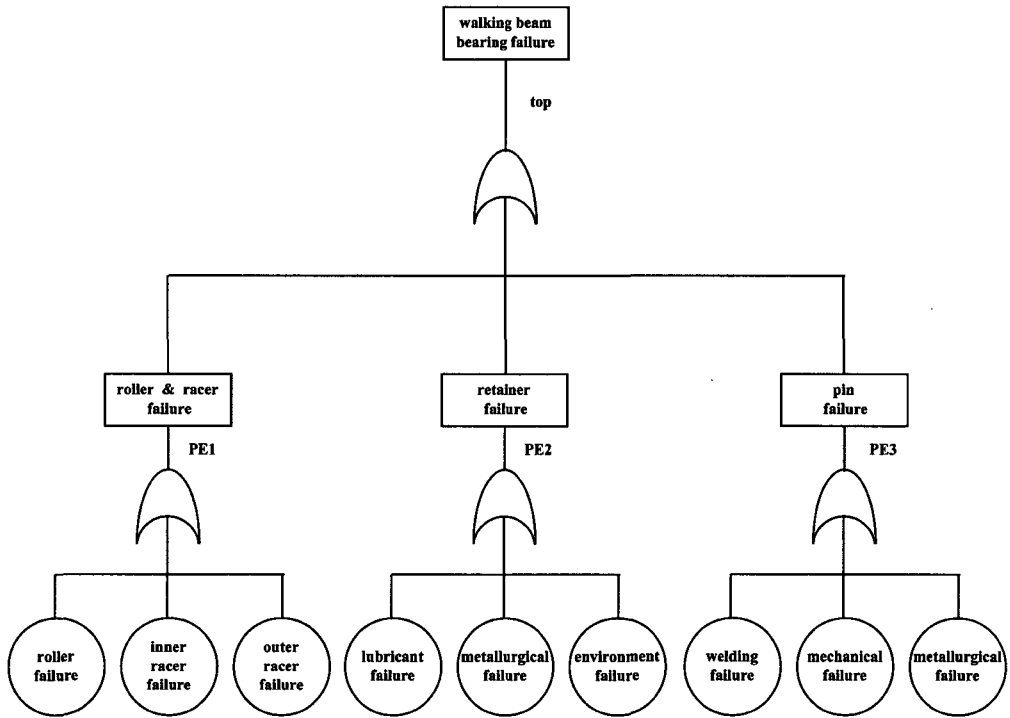 walking beam
bearing failure
top
roller & racer
failure
retainer
failure
pin
failure
PE1
PE2
PE3
roller
failure
inner
racer
failure
outer
racer
failure
lubricant
failure
metallurgical
failure
environment
failure
welding
failure
mechanical
failure
metallurgical
failure